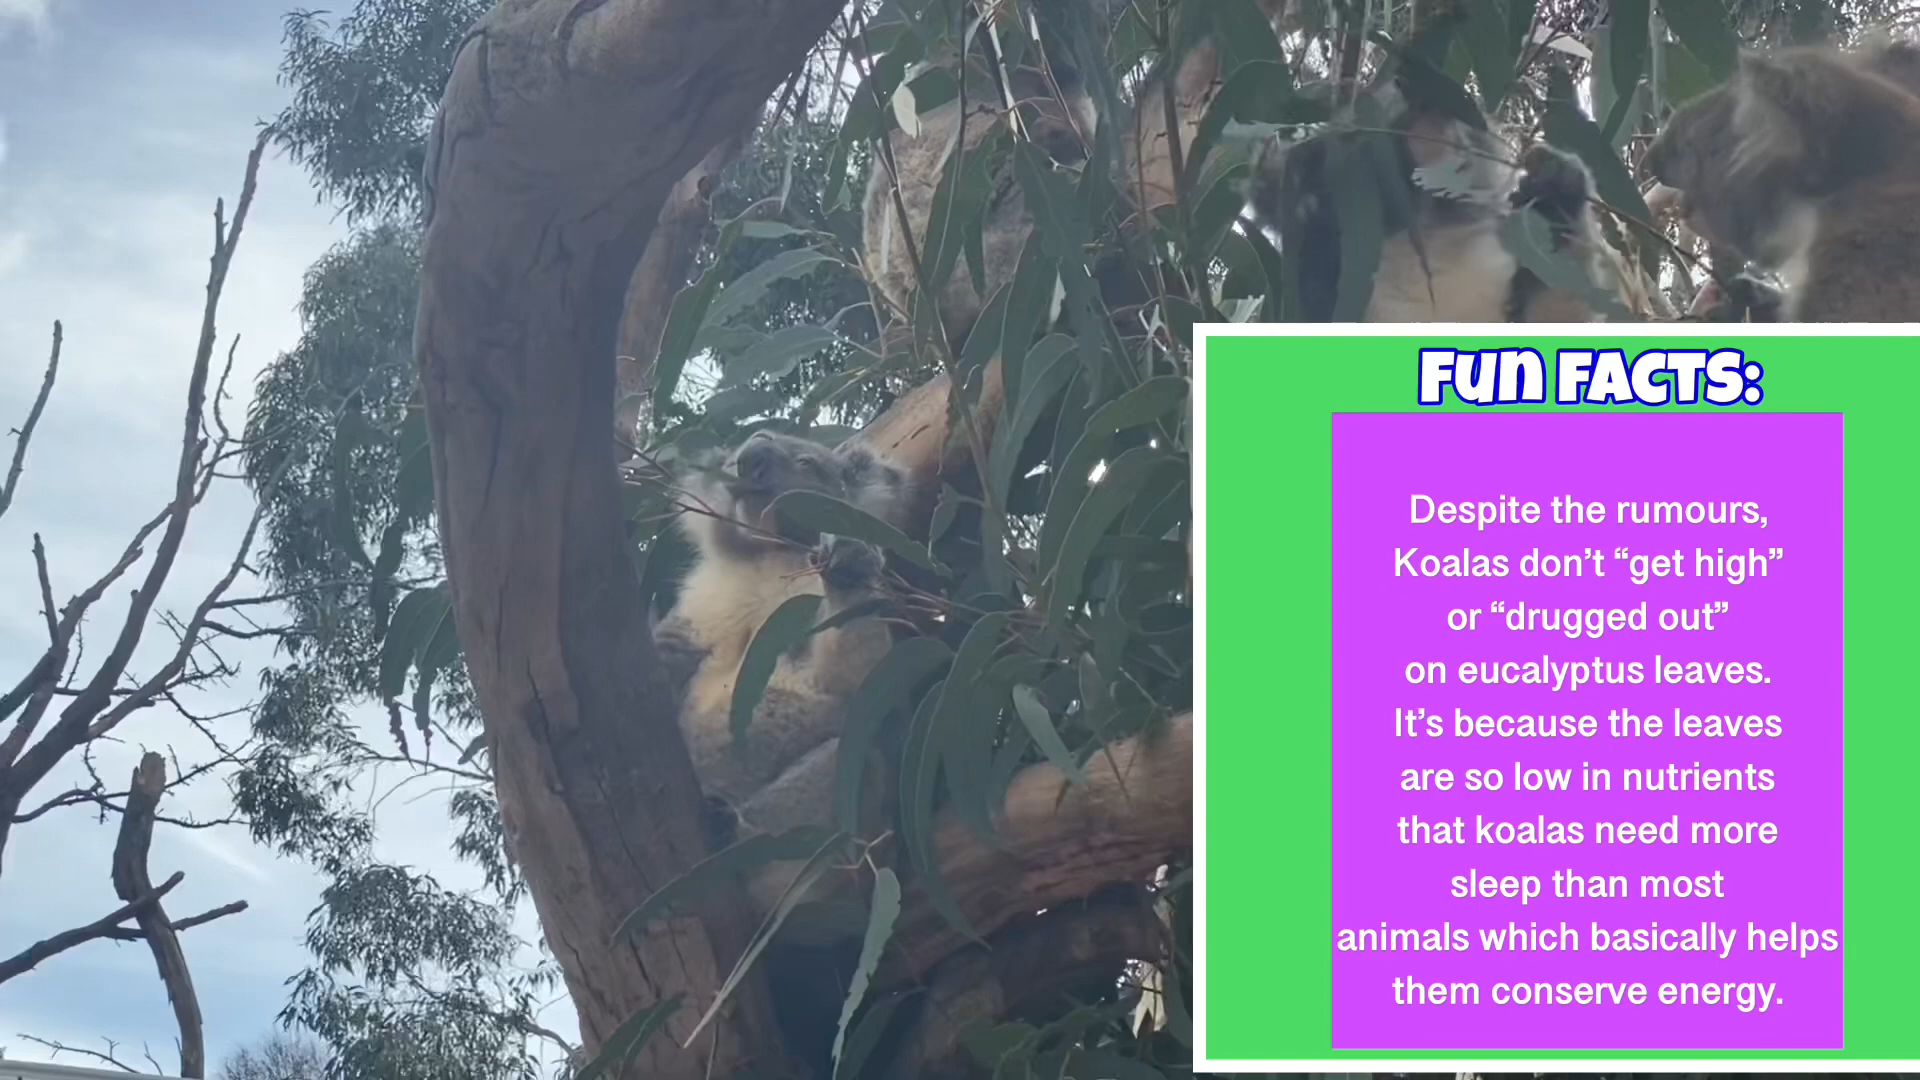 FUN FACTS:
Despite the rumours,
Koalas don’t “get high”
or “drugged out”
on eucalyptus leaves.
It’s because the leaves
are so low in nutrients
that koalas need more
sleep than most
animals which basically helps
them conserve energy.